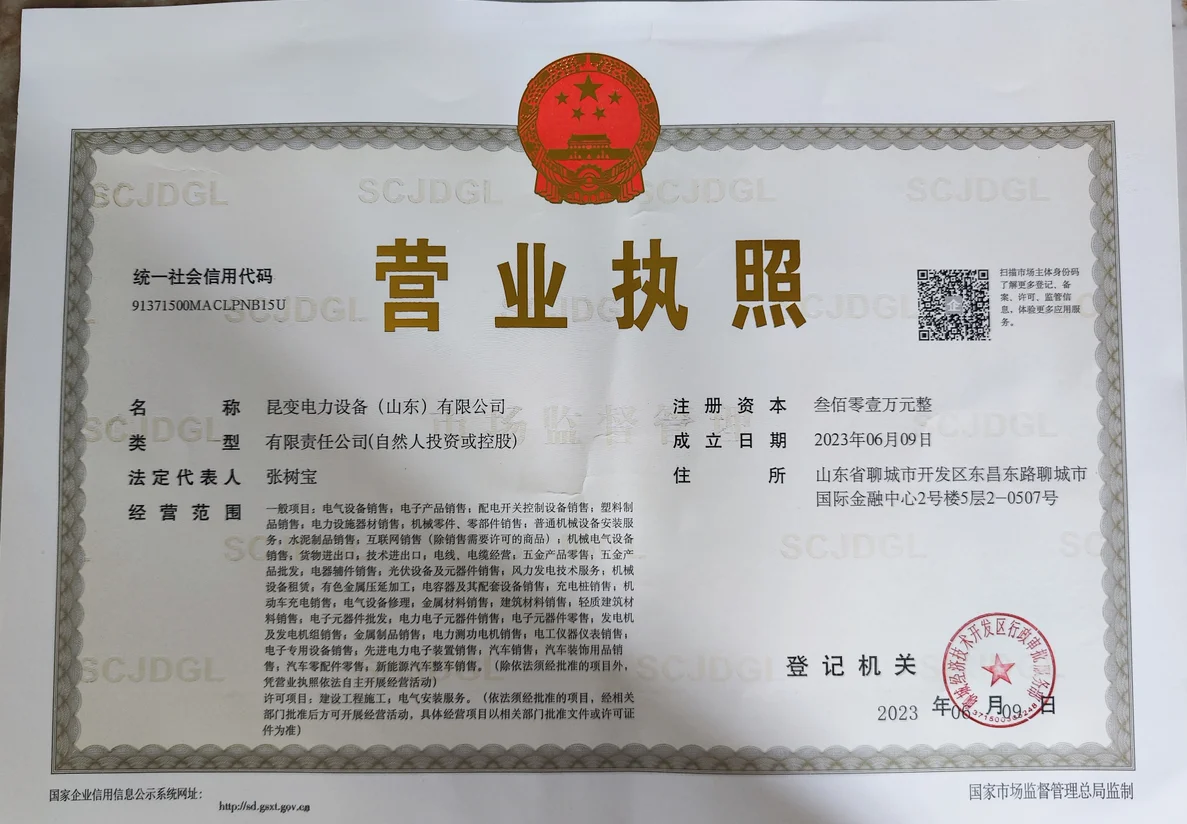 营业执照
统一社会信用代码
91371500MACLPNB15U
扫描市场主体身份码
了解更多登记、备
案、许可、监管信
息，体验更多应用服
务。
名称 昆变电力设备（山东）有限公司
类型 有限责任公司(自然人投资或控股)
法定代表人 张树宝
经营范围 一般项目：电气设备销售；电子产品销售；配电开关控制设备销售；塑料制
品销售；电力设施器材销售；机械零件、零部件销售；普通机械设备安装服
务；水泥制品销售；互联网销售（除销售需要许可的商品）；机械电气设备
销售；货物进出口；技术进出口；电线、电缆经营；五金产品零售；五金产
品批发；电器辅件销售；光伏设备及元器件销售；风力发电技术服务；机械
设备租赁；有色金属压延加工；电容器及其配套设备销售；充电桩销售；机
动车充电销售；电气设备修理；金属材料销售；建筑材料销售；轻质建筑材
料销售；电子元器件批发；电力电子元器件销售；电子元器件零售；发电机
及发电机组销售；金属制品销售；电力测功电机销售；电工仪器仪表销售；
电子专用设备销售；先进电力电子装置销售；汽车销售；汽车装饰用品销
售；汽车零配件零售；新能源汽车整车销售。（除依法须经批准的项目外，
凭营业执照依法自主开展经营活动）
许可项目：建设工程施工；电气安装服务。（依法须经批准的项目，经相关
部门批准后方可开展经营活动，具体经营项目以相关部门批准文件或许可证
件为准）
注册资本 叁佰零壹万元整
成立日期 2023年06月09日
住所 山东省聊城市开发区东昌东路聊城市
国际金融中心2号楼5层2-0507号
登记机关
2023年06月09日
国家企业信用信息公示系统网址：
http://sd.gsxt.gov.cn
国家市场监督管理总局监制